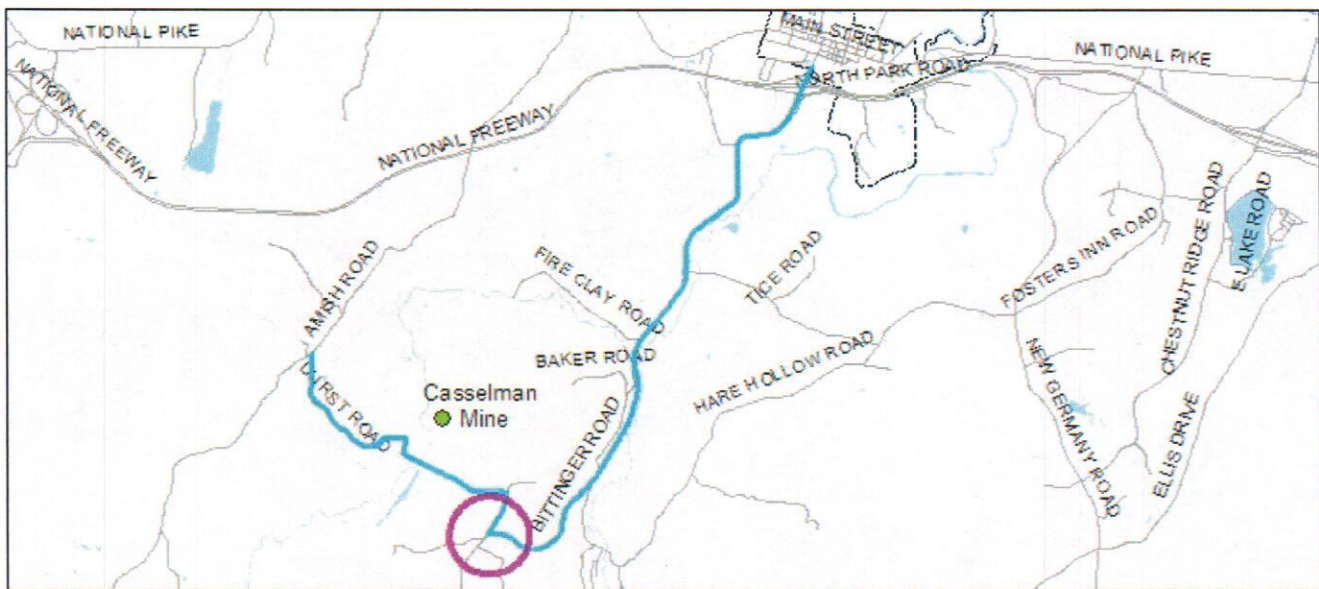 MAIN STREET
NATIONAL PIKE
NATIONAL PIKE
NORTH PARK ROAD
NATIONAL FREEWAY
NATIONAL FREEWAY
AMISH ROAD
FIRE CLAY ROAD
TICE ROAD
FOSTERS INN ROAD
CHESTNUT RIDGE ROAD
E LAKE ROAD
BAKER ROAD
HARE HOLLOW ROAD
DURST ROAD
Casselman
Mine
BITTINGER ROAD
NEW GERMANY ROAD
ELLIS DRIVE